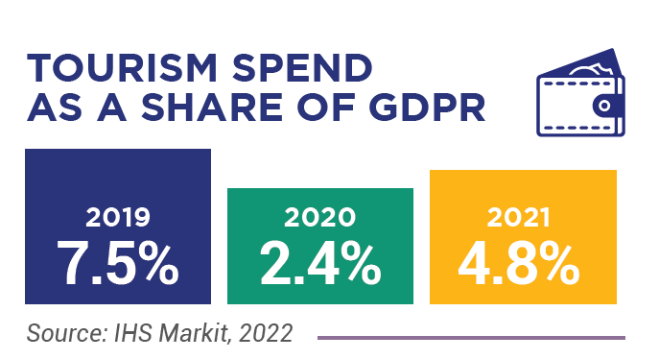 TOURISM SPEND
AS A SHARE OF GDPR
2019
7.5%
2020
2.4%
2021
4.8%
Source: IHS Markit, 2022